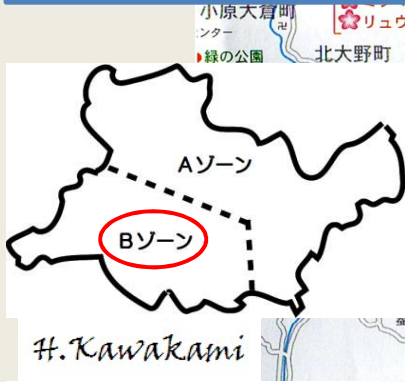 小原大倉町
リュウ
ンター
緑の公園
北大野町
Aゾーン
Bゾーン
H.Kawakami